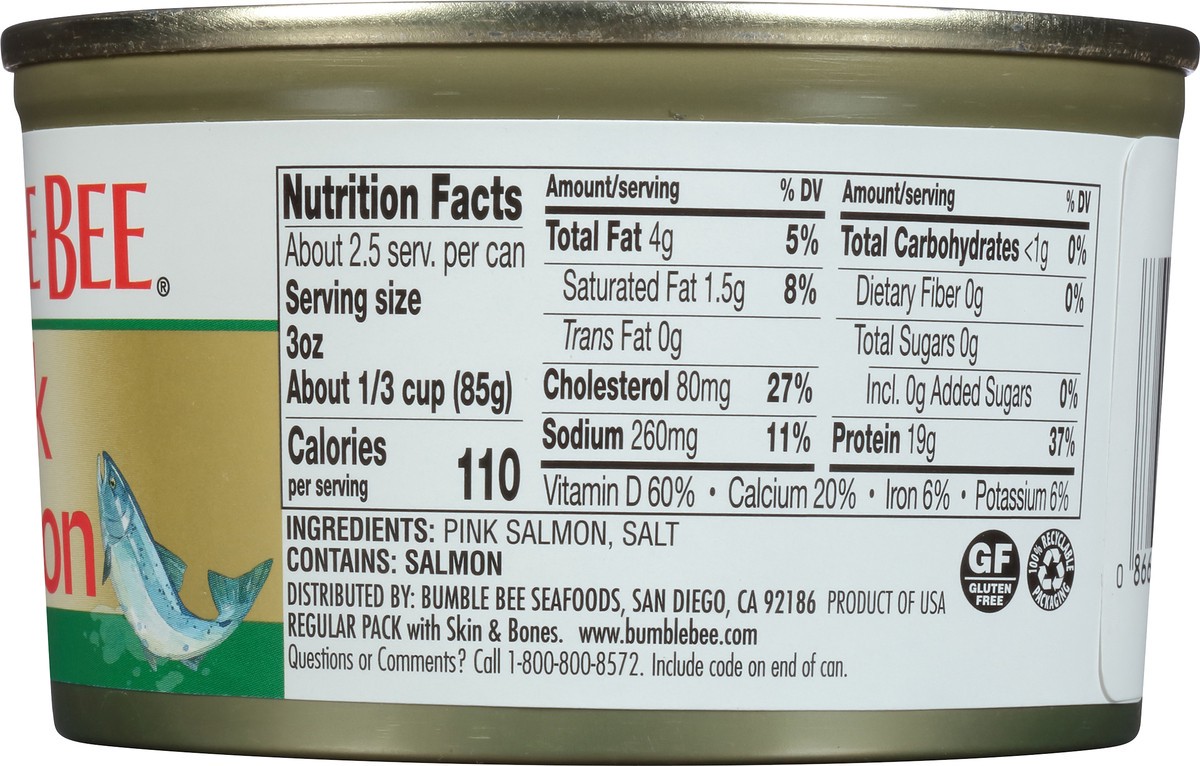 E BEE®
k
on
Nutrition Facts
About 2.5 serv. per can
Serving size
3oz
About 1/3 cup (85g)
Calories
per serving 110
Amount/serving % DV
Total Fat 4g 5%
Saturated Fat 1.5g 8%
Trans Fat 0g
Cholesterol 80mg 27%
Sodium 260mg 11%
Amount/serving % DV
Total Carbohydrates <1g 0%
Dietary Fiber 0g 0%
Total Sugars 0g
Incl. 0g Added Sugars 0%
Protein 19g 37%
Vitamin D 60% • Calcium 20% • Iron 6% • Potassium 6%
INGREDIENTS: PINK SALMON, SALT
CONTAINS: SALMON
DISTRIBUTED BY: BUMBLE BEE SEAFOODS, SAN DIEGO, CA 92186 PRODUCT OF USA
REGULAR PACK with Skin & Bones. www.bumblebee.com
Questions or Comments? Call 1-800-800-8572. Include code on end of can.
GF
GLUTEN
FREE
100% RECYCLABLE
PACKAGING
0 866